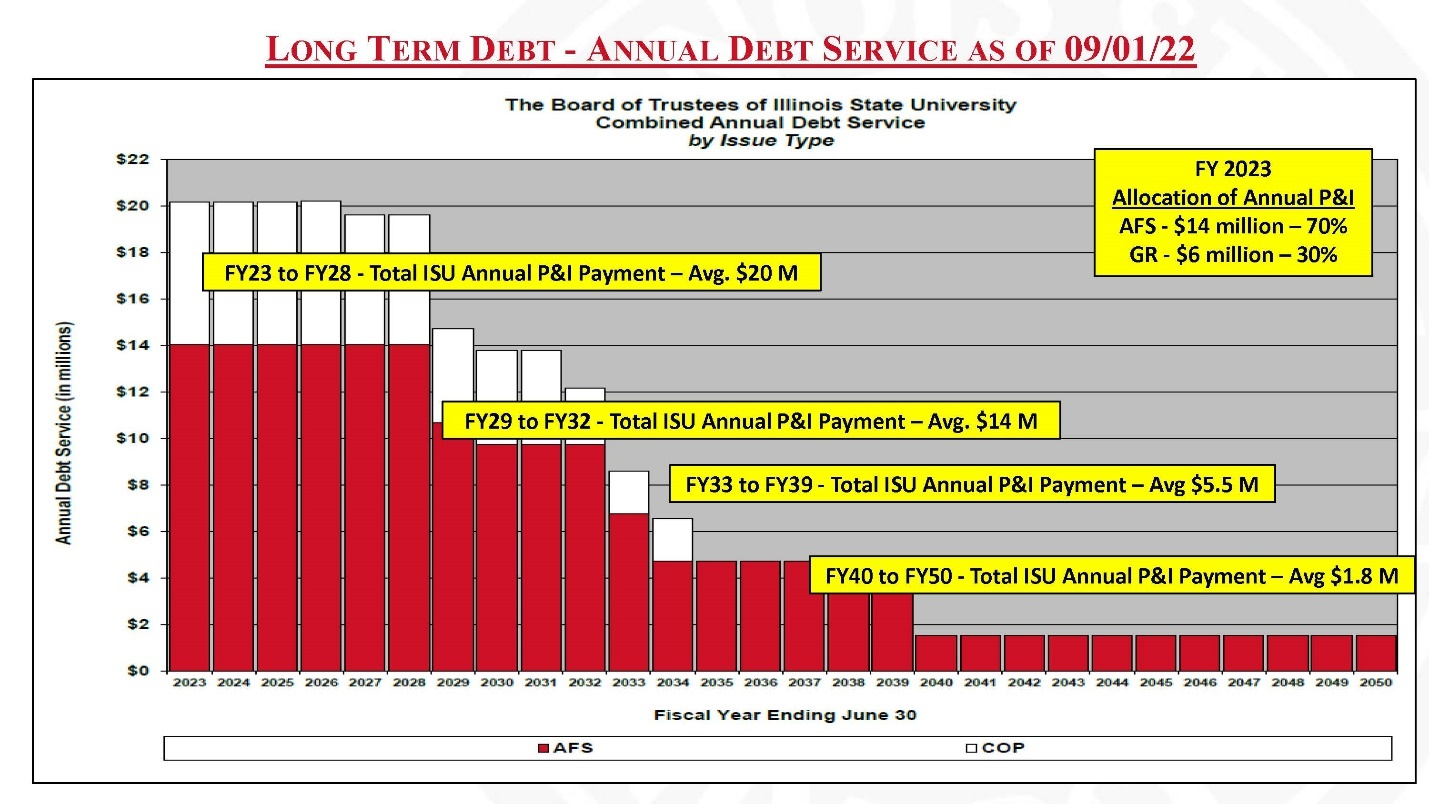 LONG TERM DEBT - ANNUAL DEBT SERVICE AS OF 09/01/22
The Board of Trustees of Illinois State University
Combined Annual Debt Service
by Issue Type
FY 2023
Allocation of Annual P&I
AFS - $14 million – 70%
GR - $6 million – 30%
Annual Debt Service (in millions)
$22
$20
$18
$16
$14
$12
$10
$8
$6
$4
$2
$0
FY23 to FY28 - Total ISU Annual P&I Payment – Avg. $20 M
FY29 to FY32 - Total ISU Annual P&I Payment – Avg. $14 M
FY33 to FY39 - Total ISU Annual P&I Payment – Avg $5.5 M
FY40 to FY50 - Total ISU Annual P&I Payment – Avg $1.8 M
2023 2024 2025 2026 2027 2028 2029 2030 2031 2032 2033 2034 2035 2036 2037 2038 2039 2040 2041 2042 2043 2044 2045 2046 2047 2048 2049 2050
Fiscal Year Ending June 30
AFS COP